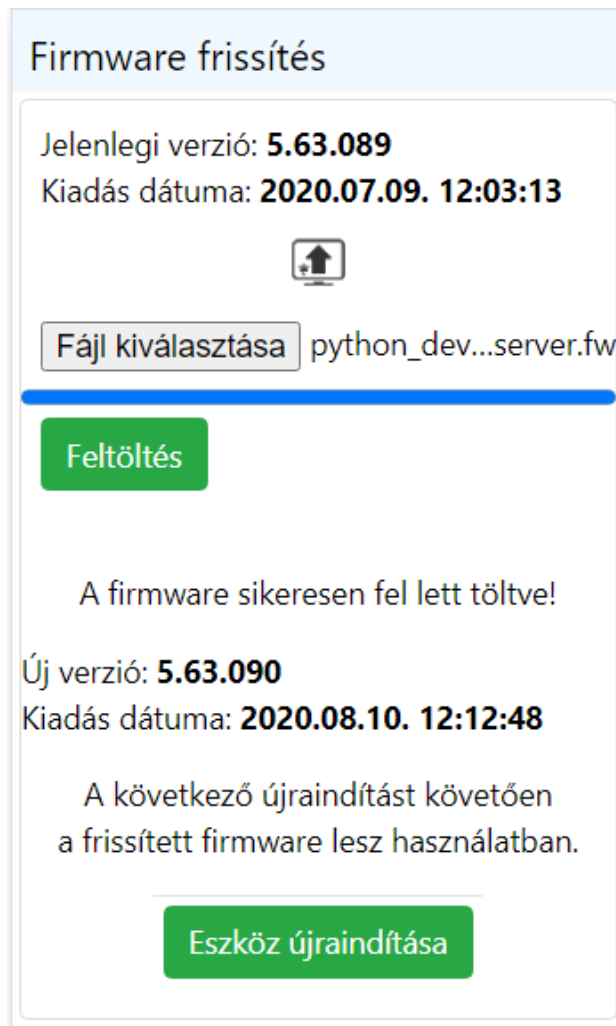 Firmware frissítés
Jelenlegi verzió: 5.63.089
Kiadás dátuma: 2020.07.09. 12:03:13
Fájl kiválasztása python_dev...server.fw
Feltöltés
A firmware sikeresen fel lett töltve!
Új verzió: 5.63.090
Kiadás dátuma: 2020.08.10. 12:12:48
A következő újraindítást követően
a frissített firmware lesz használatban.
Eszköz újraindítása